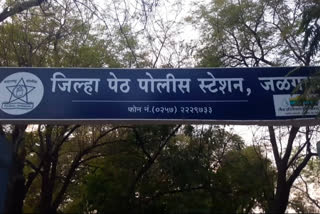 जिल्हा पेठ पोलीस स्टेशन, जळगाव
फोन नं.(०२५७) २२२९७३३